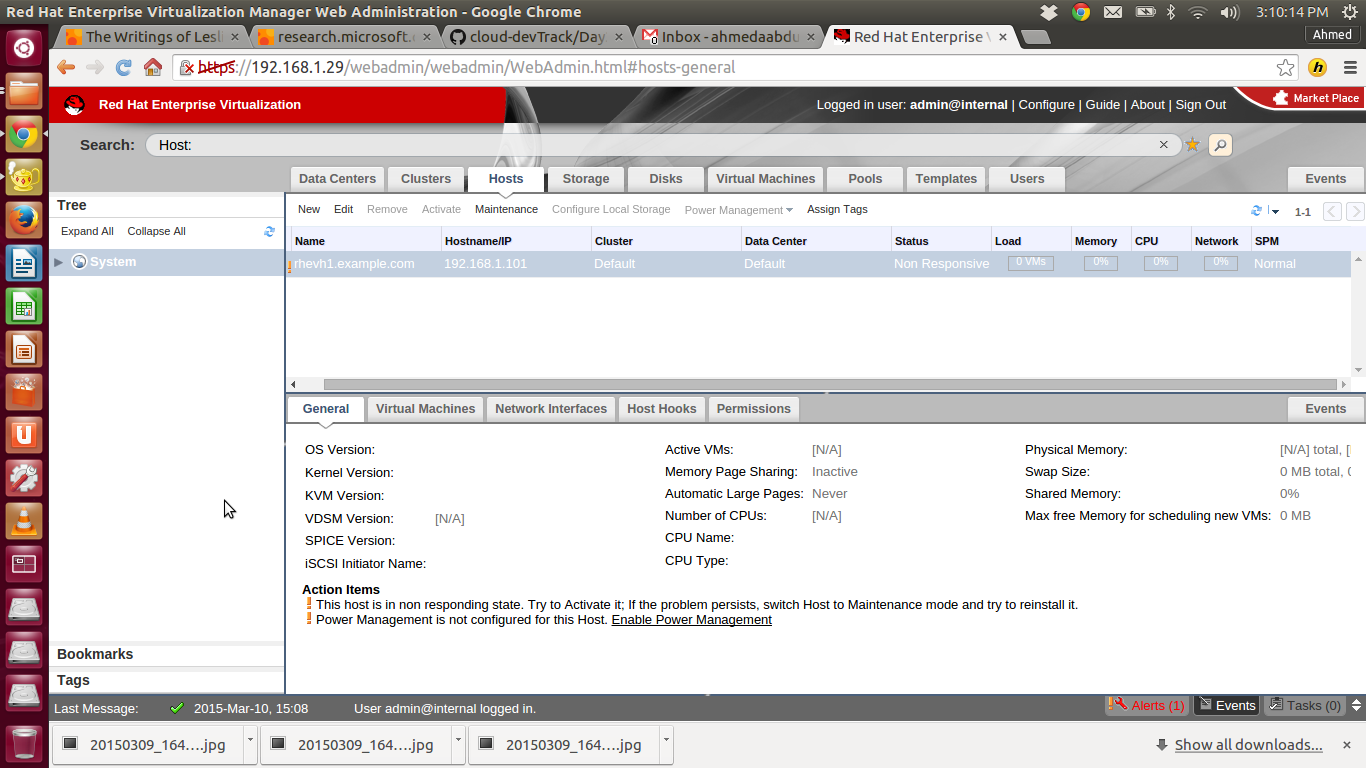 Red Hat Enterprise Virtualization Manager Web Administration - Google Chrome
3:10:14 PM
The Writings of Lesli
research.microsoft.
cloud-devTrack/Day
Inbox - ahmedaabdu
Red Hat Enterprise V
Ahmed
https://192.168.1.29/webadmin/webadmin/WebAdmin.html#hosts-general
Red Hat Enterprise Virtualization
Logged in user: admin@internal | Configure | Guide | About | Sign Out
Market Place
Search: Host:
Data Centers Clusters Hosts Storage Disks Virtual Machines Pools Templates Users Events
Tree
Expand All Collapse All
System
New Edit Remove Activate Maintenance Configure Local Storage Power Management Assign Tags 1-1
Name Hostname/IP Cluster Data Center Status Load Memory CPU Network SPM
rhevh1.example.com 192.168.1.101 Default Default Non Responsive 0 VMs 0% 0% 0% Normal
General Virtual Machines Network Interfaces Host Hooks Permissions Events
OS Version: Active VMs: [N/A] Physical Memory: [N/A] total, [
Kernel Version: Memory Page Sharing: Inactive Swap Size: 0 MB total, 0
KVM Version: Automatic Large Pages: Never Shared Memory: 0%
VDSM Version: [N/A] Number of CPUs: [N/A] Max free Memory for scheduling new VMs: 0 MB
SPICE Version: CPU Name:
iSCSI Initiator Name: CPU Type:
Action Items
This host is in non responding state. Try to Activate it; If the problem persists, switch Host to Maintenance mode and try to reinstall it.
Power Management is not configured for this Host. Enable Power Management
Bookmarks
Tags
Last Message: 2015-Mar-10, 15:08 User admin@internal logged in. Alerts (1) Events Tasks (0)
20150309_164....jpg 20150309_164....jpg 20150309_164....jpg Show all downloads...